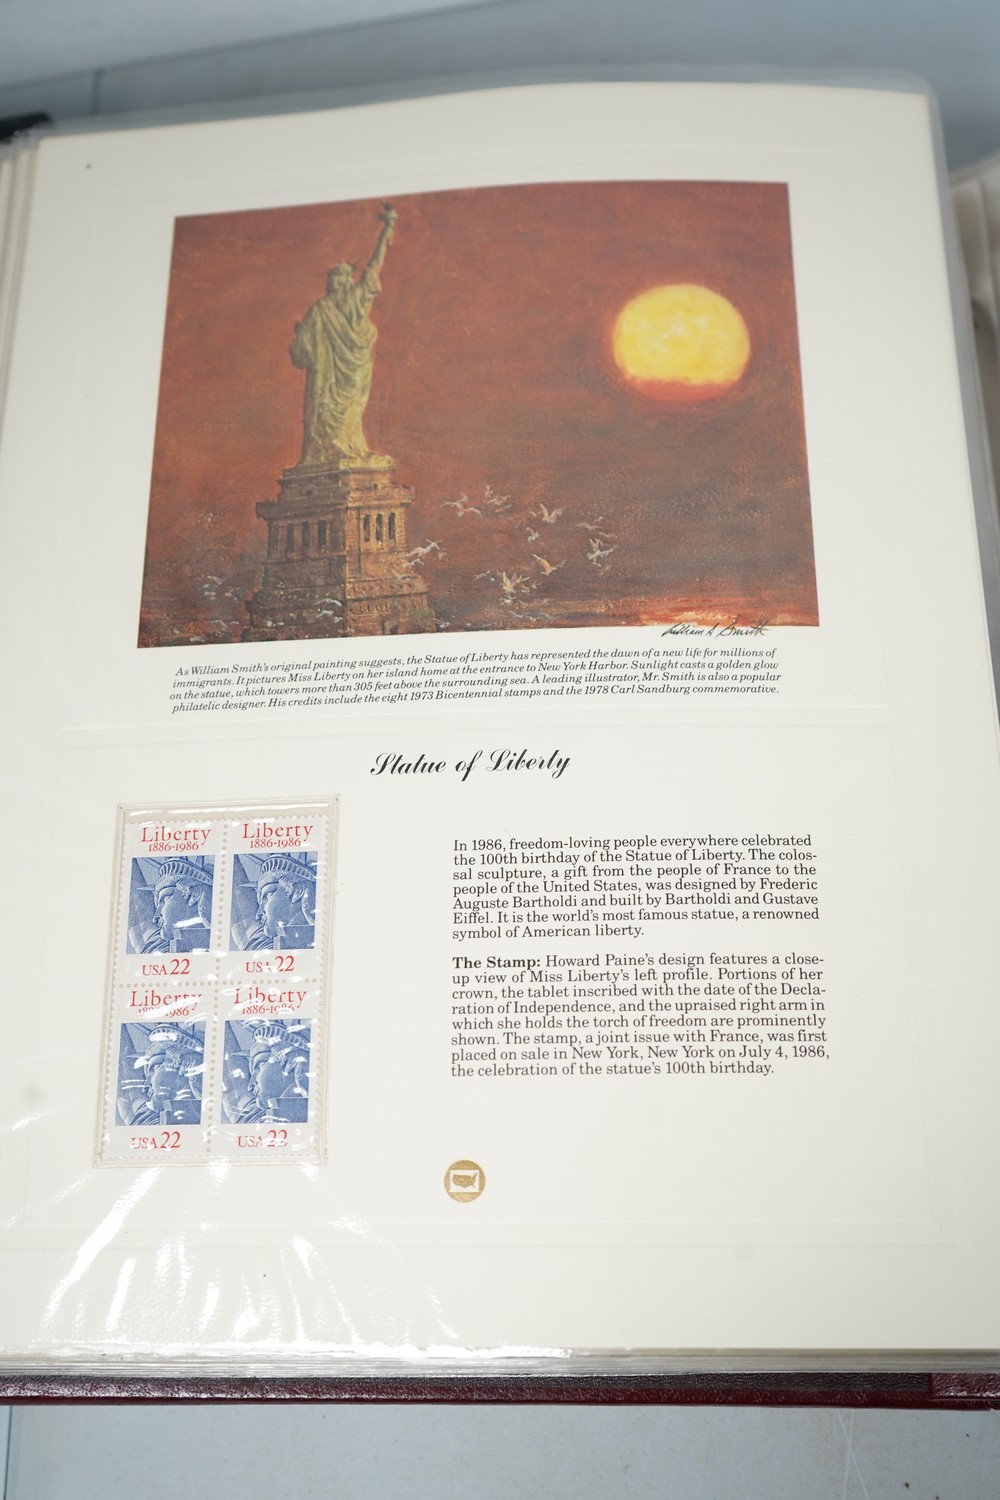 William A. Smith
As William Smith's original painting suggests, the Statue of Liberty has represented the dawn of a new life for millions of
immigrants. It pictures Miss Liberty on her island home at the entrance to New York Harbor. Sunlight casts a golden glow
on the statue, which towers more than 305 feet above the surrounding sea. A leading illustrator, Mr. Smith is also a popular
philatelic designer. His credits include the eight 1973 Bicentennial stamps and the 1978 Carl Sandburg commemorative.
Statue of Liberty
Liberty
1886-1986
USA 22
Liberty
1886-1986
USA 22
Liberty
1886-1986
USA 22
Liberty
1886-1986
USA 22
In 1986, freedom-loving people everywhere celebrated
the 100th birthday of the Statue of Liberty. The colos-
sal sculpture, a gift from the people of France to the
people of the United States, was designed by Frederic
Auguste Bartholdi and built by Bartholdi and Gustave
Eiffel. It is the world's most famous statue, a renowned
symbol of American liberty.
The Stamp: Howard Paine's design features a close-
up view of Miss Liberty's left profile. Portions of her
crown, the tablet inscribed with the date of the Decla-
ration of Independence, and the upraised right arm in
which she holds the torch of freedom are prominently
shown. The stamp, a joint issue with France, was first
placed on sale in New York, New York on July 4, 1986,
the celebration of the statue's 100th birthday.